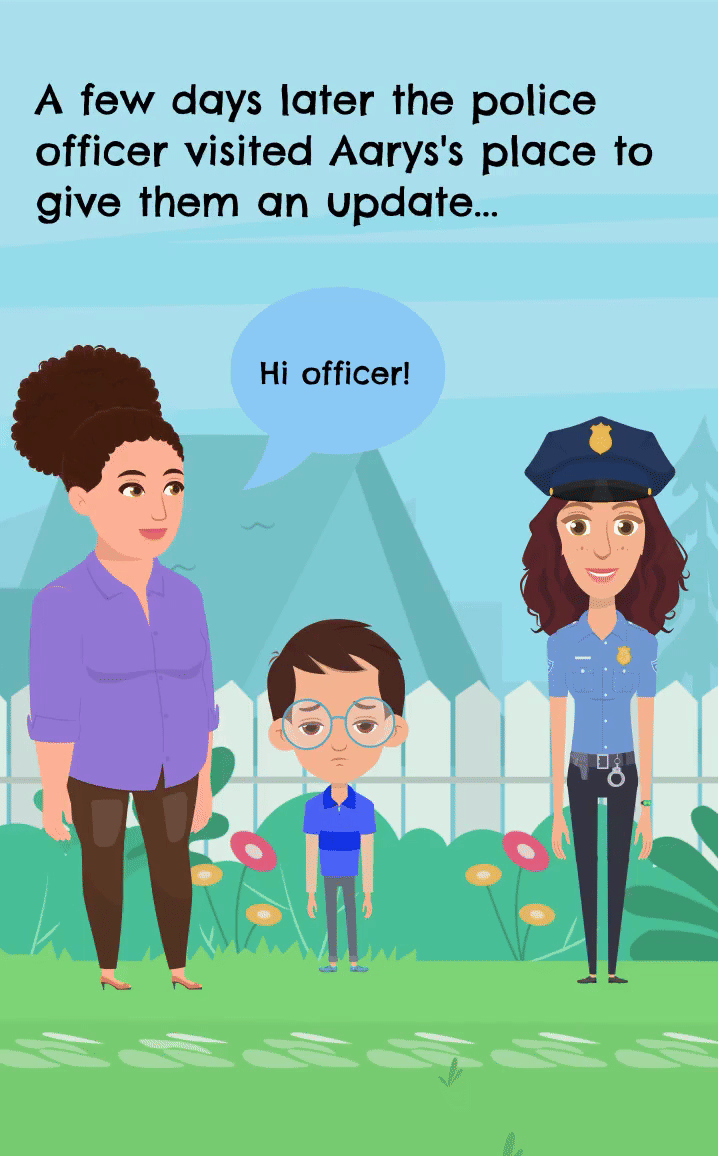 A few days later the police
officer visited Aarys's place to
give them an update...
Hi officer!